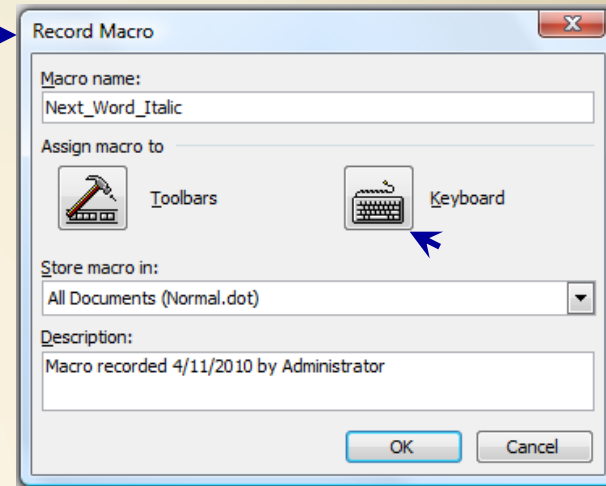 Record Macro
Macro name:
Next_Word_Italic
Assign macro to
Toolbars Keyboard
Store macro in:
All Documents (Normal.dot)
Description:
Macro recorded 4/11/2010 by Administrator
OK Cancel